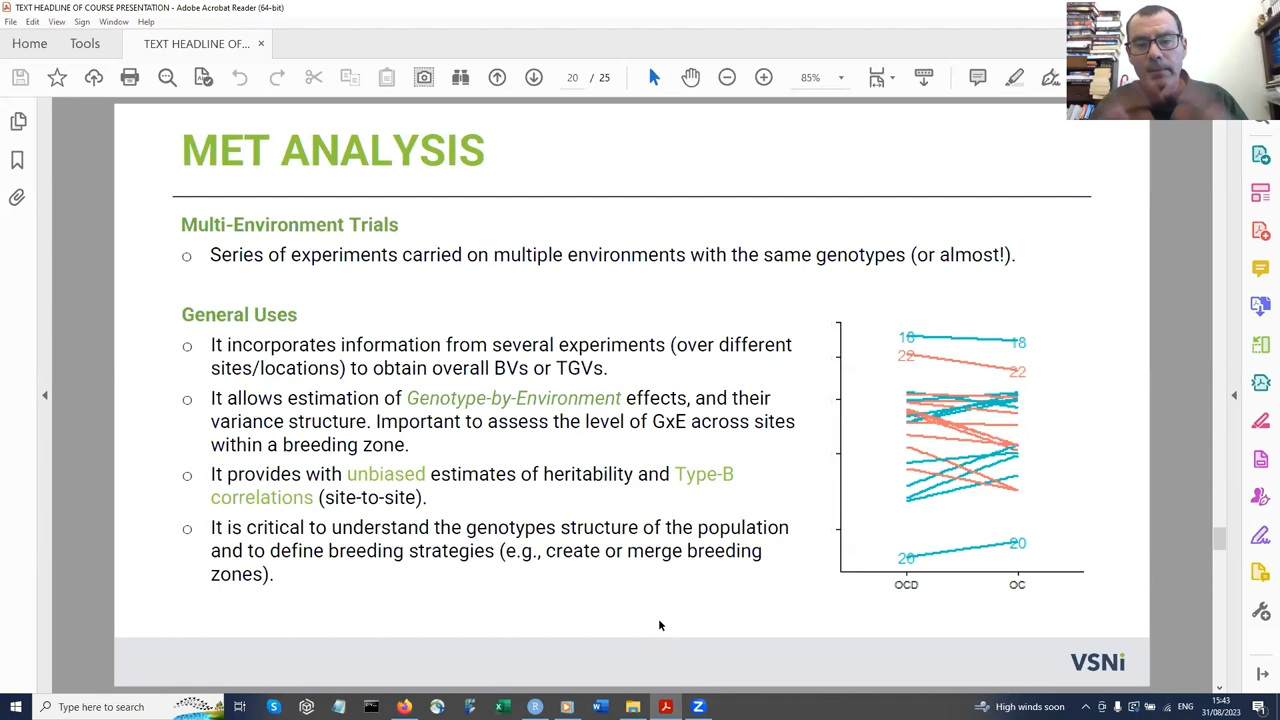 TEXT HEADLINE OF COURSE PRESENTATION - Adobe Acrobat Reader (64-bit)
File Edit View Sign Window Help
Home Tools TEXT HEADLINE OF... ×
20 / 25 85%
MET ANALYSIS
Multi-Environment Trials
Series of experiments carried on multiple environments with the same genotypes (or almost!).
General Uses
It incorporates information from several experiments (over different
sites/locations) to obtain overall BVs or TGVs.
It allows estimation of Genotype-by-Environment effects, and their
variance structure. Important to assess the level of GxE across sites
within a breeding zone.
It provides with unbiased estimates of heritability and Type-B
correlations (site-to-site).
It is critical to understand the genotypes structure of the population
and to define breeding strategies (e.g., create or merge breeding
zones).
18 18
22 22
20 20
OCD OC
VSNi
Type here to search
High winds soon ENG 15:43
31/08/2023